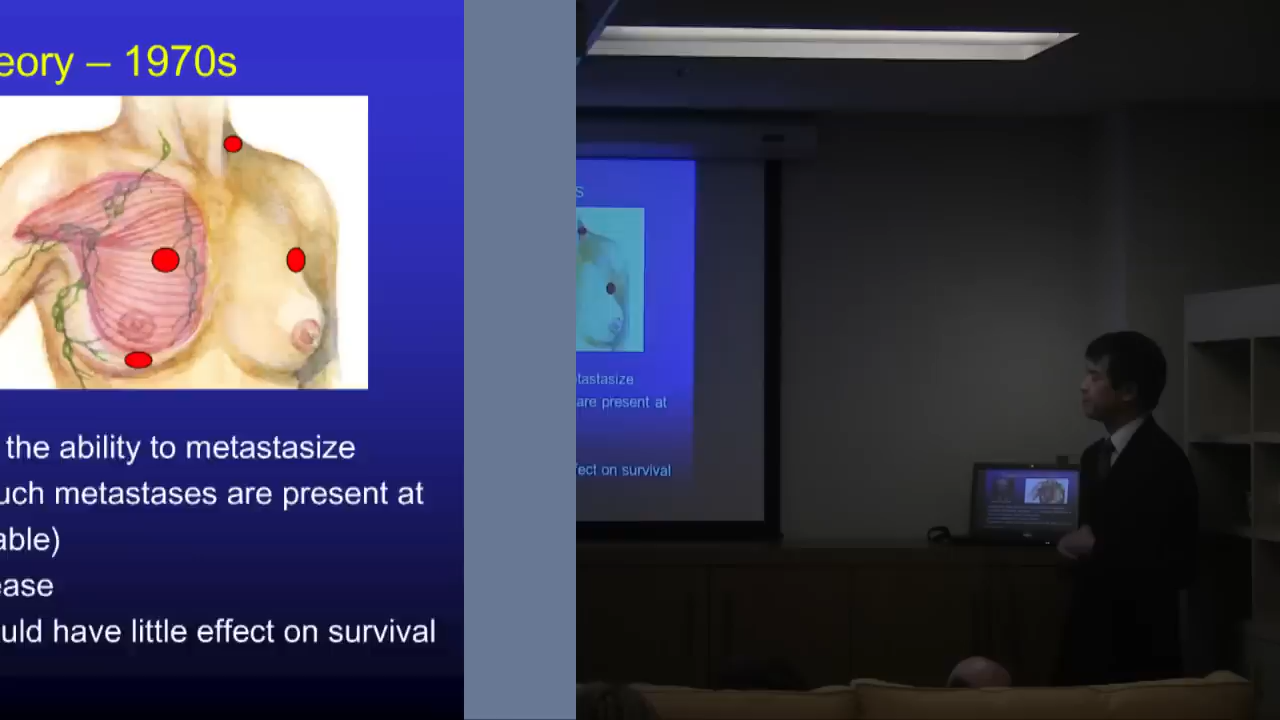 eory – 1970s
the ability to metastasize
uch metastases are present at
able)
ease
uld have little effect on survival
s
tastasize
are present at
fect on survival